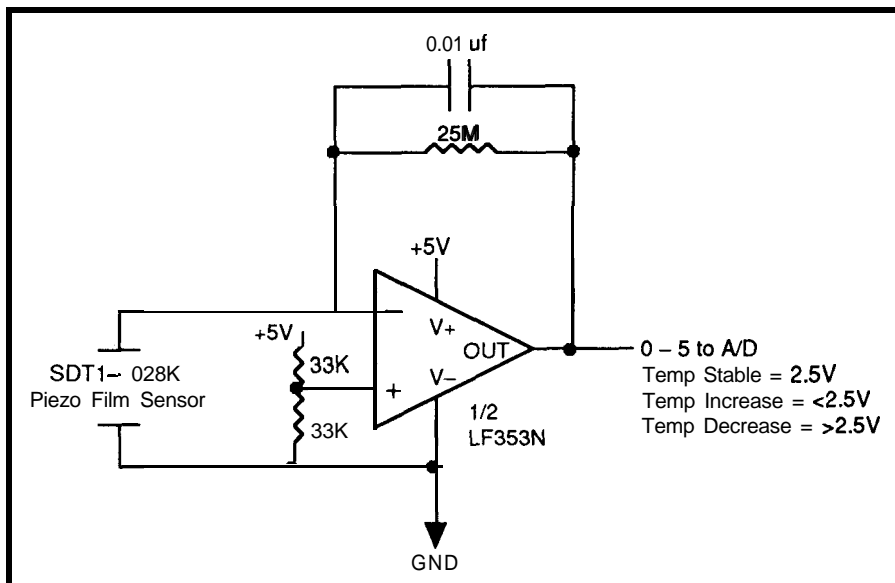 0.01 uf
25M
+5V
+5V
−
V+
SDT1– 028K
Piezo Film Sensor
33K
OUT
0 – 5 to A/D
+
V–
Temp Stable = 2.5V
33K
1/2
Temp Increase = <2.5V
LF353N
Temp Decrease = >2.5V
GND